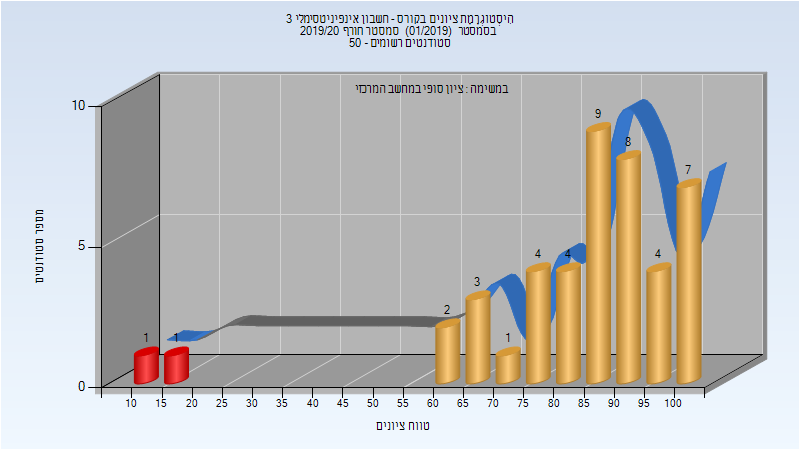 היסטוגרמת ציונים בקורס - חשבון אינפיניטסימלי 3
בסמסטר (01/2019) סמסטר חורף 2019/20
סטודנטים רשומים - 50
במשימה : ציון סופי במחשב המרכזי
מספר סטודנטים
10
5
0
1
1
2
3
1
4
4
9
8
4
7
10 15 20 25 30 35 40 45 50 55 60 65 70 75 80 85 90 95 100
טווח ציונים